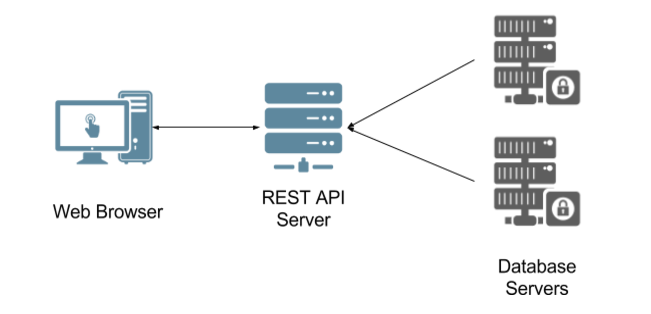 Web Browser
REST API
Server
Database
Servers